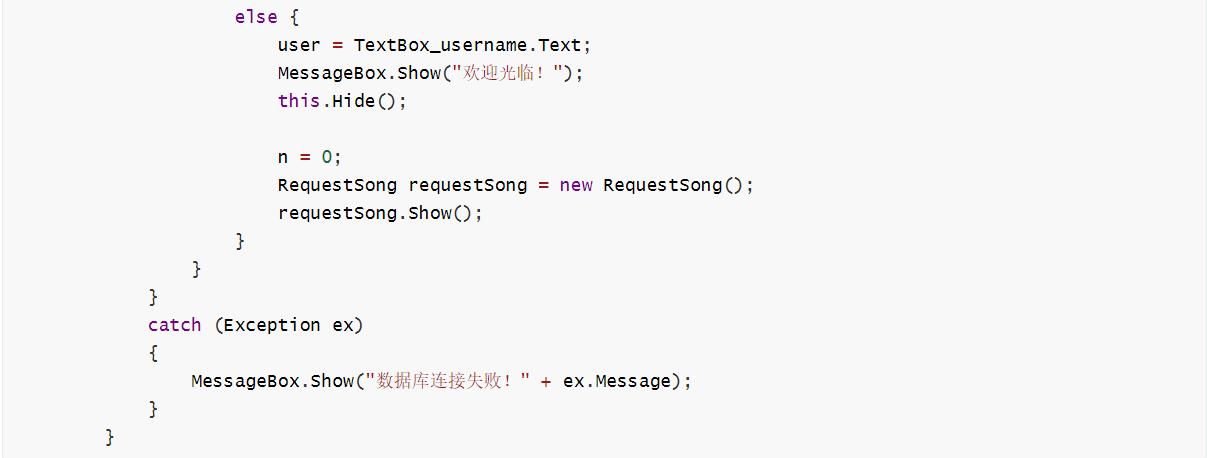 else {
user = TextBox_username.Text;
MessageBox.Show("欢迎光临！");
this.Hide();
n = 0;
RequestSong requestSong = new RequestSong();
requestSong.Show();
}
}
}
catch (Exception ex)
{
MessageBox.Show("数据库连接失败！" + ex.Message);
}
}